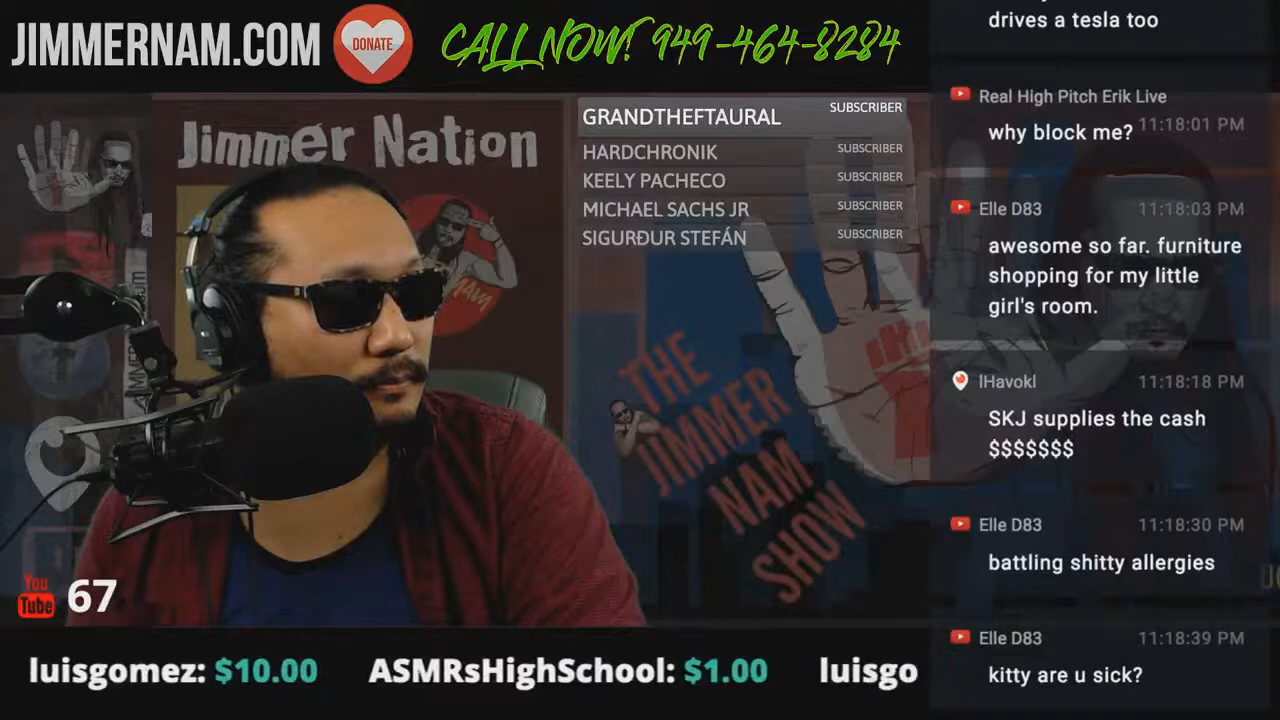 JIMMERNAM.COM
DONATE
CALL NOW! 949-464-8284
Jimmer Nation
GRANDTHEFTAURAL SUBSCRIBER
HARDCHRONIK SUBSCRIBER
KEELY PACHECO SUBSCRIBER
MICHAEL SACHS JR SUBSCRIBER
SIGURÐUR STEFÁN SUBSCRIBER
THE
JIMMER
NAM
SHOW
You
Tube
67
luisgomez: $10.00 ASMRsHighSchool: $1.00 luisgo
drives a tesla too
Real High Pitch Erik Live
why block me? 11:18:01 PM
Elle D83 11:18:03 PM
awesome so far. furniture
shopping for my little
girl's room.
IHavokI 11:18:18 PM
SKJ supplies the cash
$$$$$$$
Elle D83 11:18:30 PM
battling shitty allergies
Elle D83 11:18:39 PM
kitty are u sick?